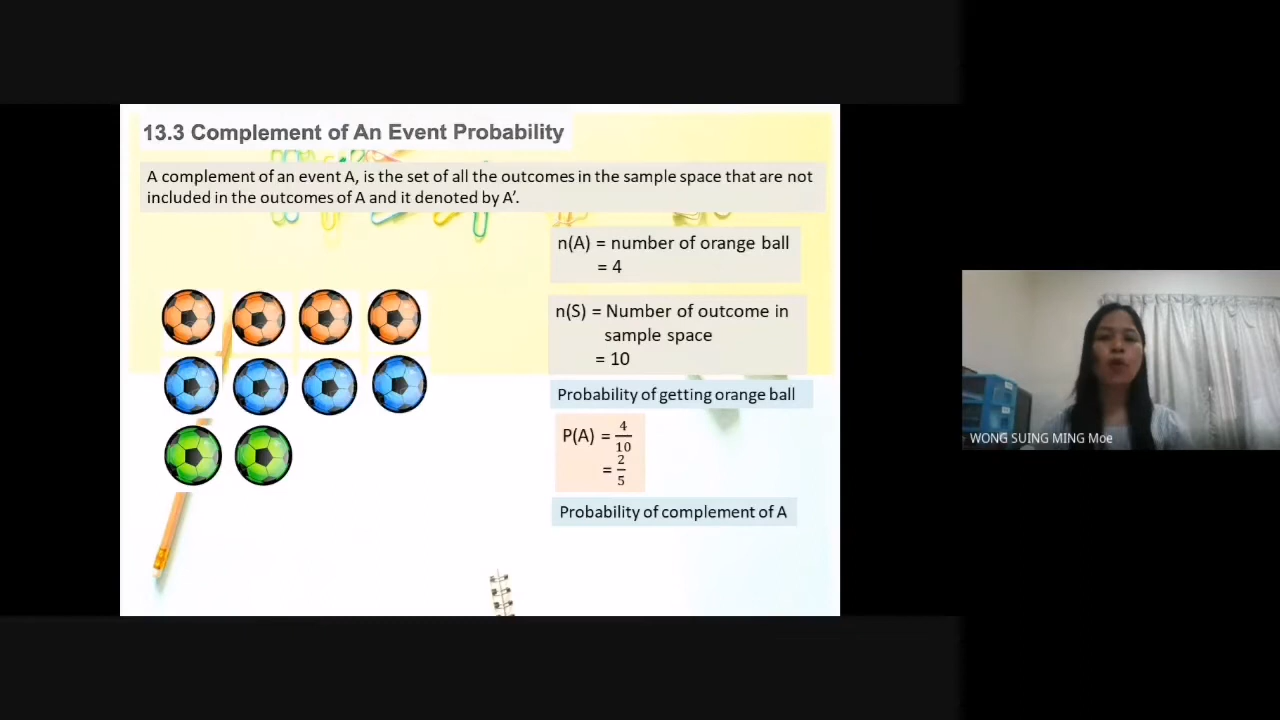 13.3 Complement of An Event Probability
A complement of an event A, is the set of all the outcomes in the sample space that are not
included in the outcomes of A and it denoted by A'.
n(A) = number of orange ball
= 4
n(S) = Number of outcome in
sample space
= 10
Probability of getting orange ball
P(A) = 4/10
= 2/5
Probability of complement of A
WONG SUING MING Moe